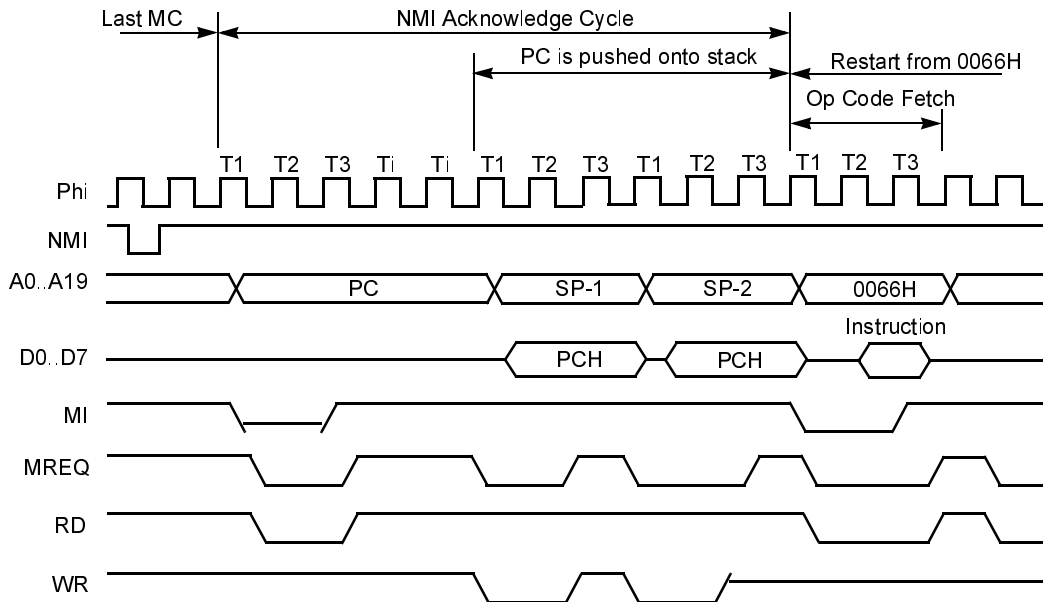 Last MC NMI Acknowledge Cycle
PC is pushed onto stack Restart from 0066H
Op Code Fetch
T1 T2 T3 Ti Ti T1 T2 T3 T1 T2 T3 T1 T2 T3
Phi
NMI
A0..A19 PC SP-1 SP-2 0066H
Instruction
D0..D7 PCH PCH
MI
MREQ
RD
WR